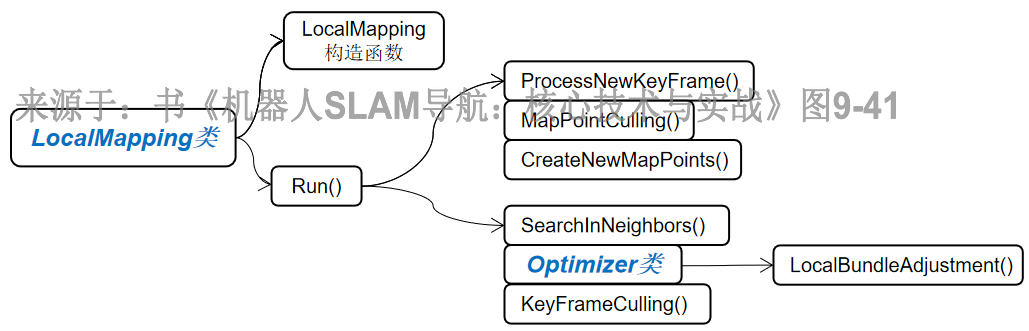 LocalMapping
构造函数
ProcessNewKeyFrame()
来源于：书《机器人SLAM导航：核心技术与实战》图9-41
MapPointCulling()
LocalMapping类
CreateNewMapPoints()
Run()
SearchInNeighbors()
Optimizer类
LocalBundleAdjustment()
KeyFrameCulling()